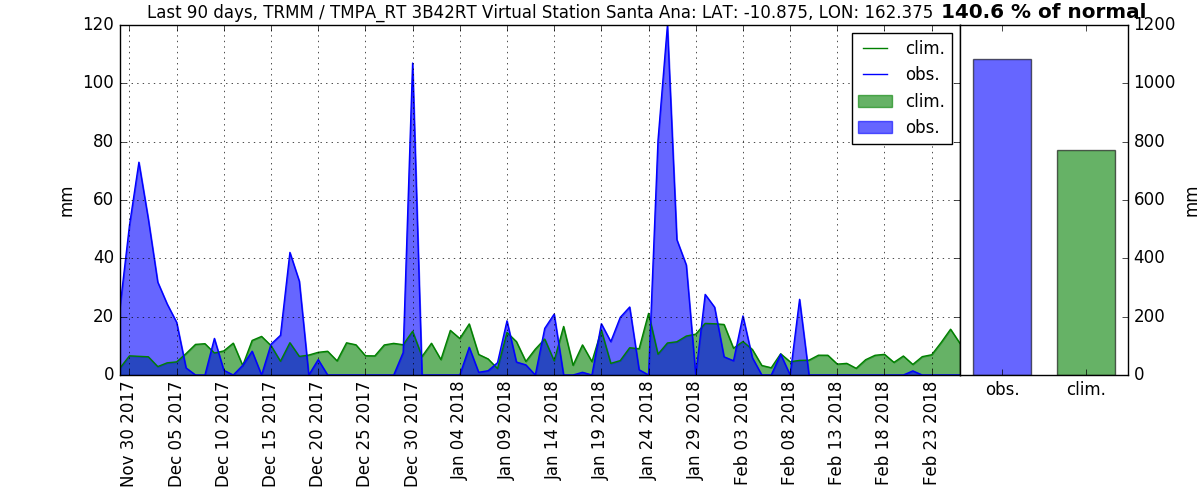 Last 90 days, TRMM / TMPA_RT 3B42RT Virtual Station Santa Ana: LAT: -10.875, LON: 162.375 140.6 % of normal
120
100
80
60
40
20
0
mm
clim.
obs.
clim.
obs.
1200
1000
800
600
400
200
0
mm
obs. clim.
Nov 30 2017
Dec 05 2017
Dec 10 2017
Dec 15 2017
Dec 20 2017
Dec 25 2017
Dec 30 2017
Jan 04 2018
Jan 09 2018
Jan 14 2018
Jan 19 2018
Jan 24 2018
Jan 29 2018
Feb 03 2018
Feb 08 2018
Feb 13 2018
Feb 18 2018
Feb 23 2018